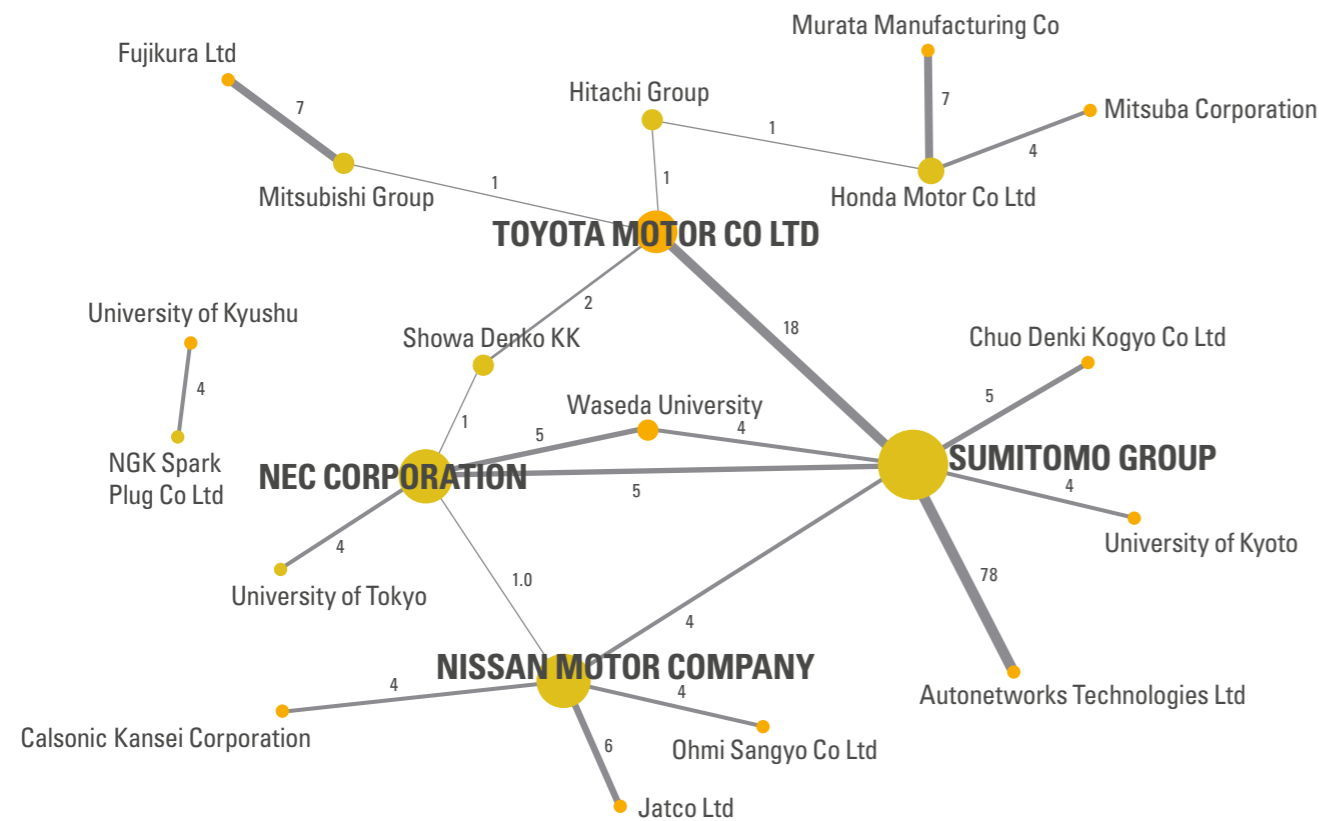 Murata Manufacturing Co
Fujikura Ltd
Hitachi Group
7
7
1
Mitsuba Corporation
4
Mitsubishi Group
1
1
Honda Motor Co Ltd
TOYOTA MOTOR CO LTD
University of Kyushu
2
18
Showa Denko KK
Chuo Denki Kogyo Co Ltd
4
5
Waseda University
1
5
4
NGK Spark
Plug Co Ltd
NEC CORPORATION
SUMITOMO GROUP
5
4
University of Kyoto
4
1.0
78
University of Tokyo
4
NISSAN MOTOR COMPANY
4
4
Autonetworks Technologies Ltd
Calsonic Kansei Corporation
6
Ohmi Sangyo Co Ltd
Jatco Ltd